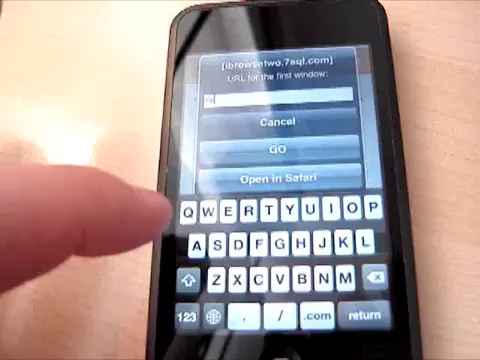 [ibrowsetwo.7sql.com]
URL for the first window:
Cancel
GO
Open in Safari
Q W E R T Y U I O P
A S D F G H J K L
Z X C V B N M
123 . / .com return